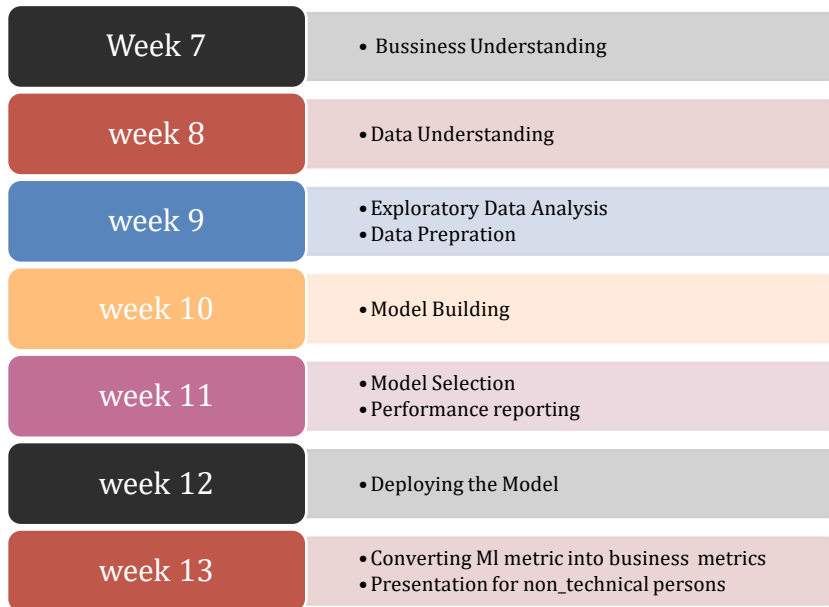 Week 7
• Bussiness Understanding
week 8
• Data Understanding
week 9
• Exploratory Data Analysis
• Data Prepration
week 10
• Model Building
week 11
• Model Selection
• Performance reporting
week 12
• Deploying the Model
week 13
• Converting Ml metric into business metrics
• Presentation for non_technical persons